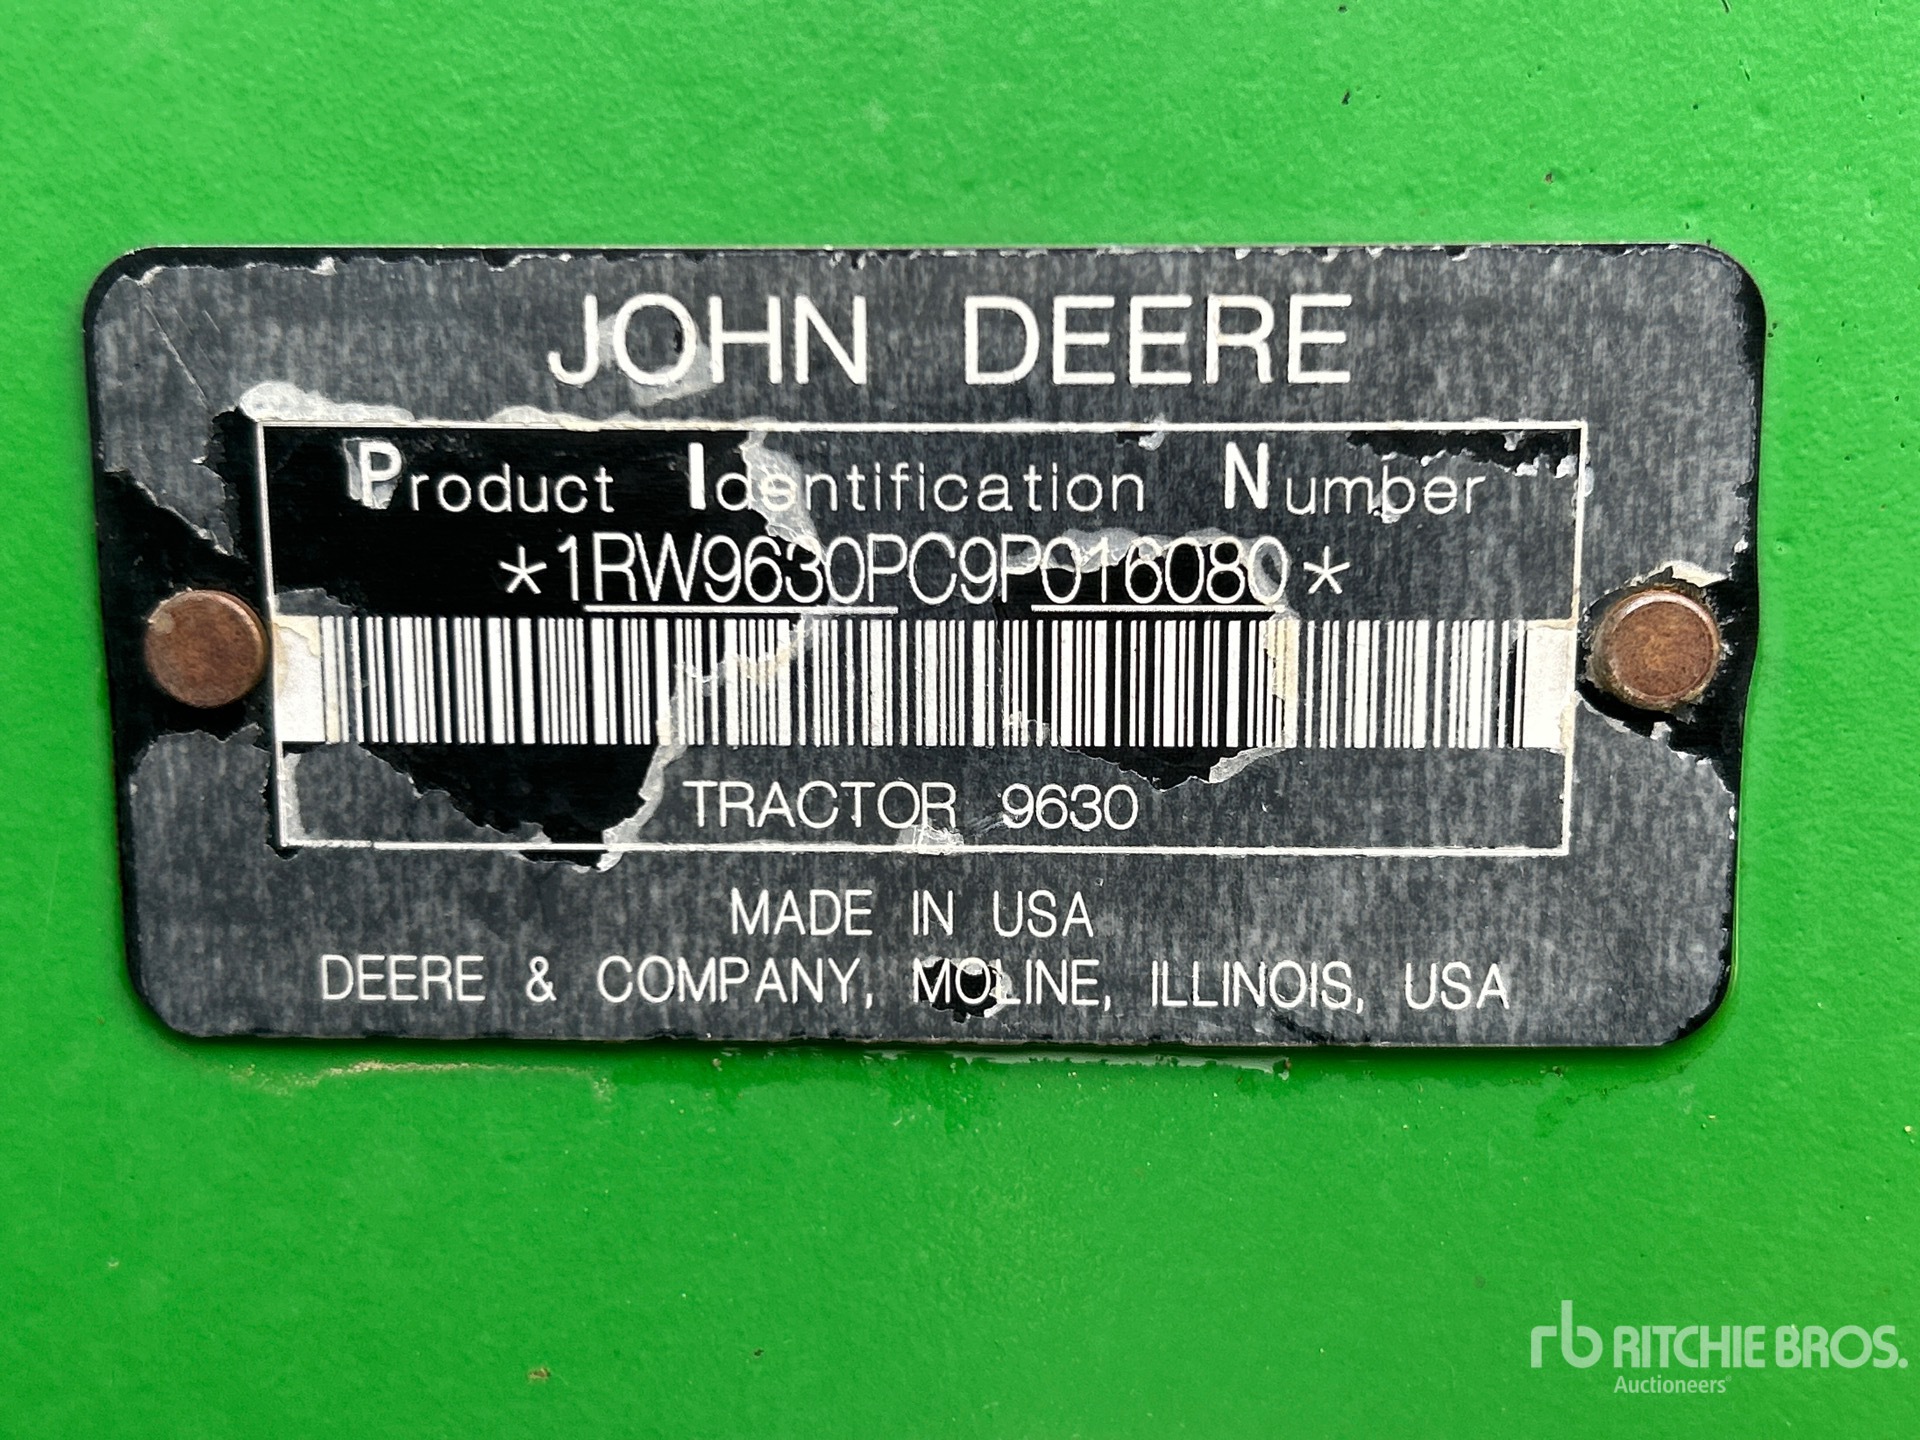 JOHN DEERE
Product Identification Number
*1RW9630PC9P016080*
TRACTOR 9630
MADE IN USA
DEERE & COMPANY, MOLINE, ILLINOIS, USA
rb RITCHIE BROS.
Auctioneers